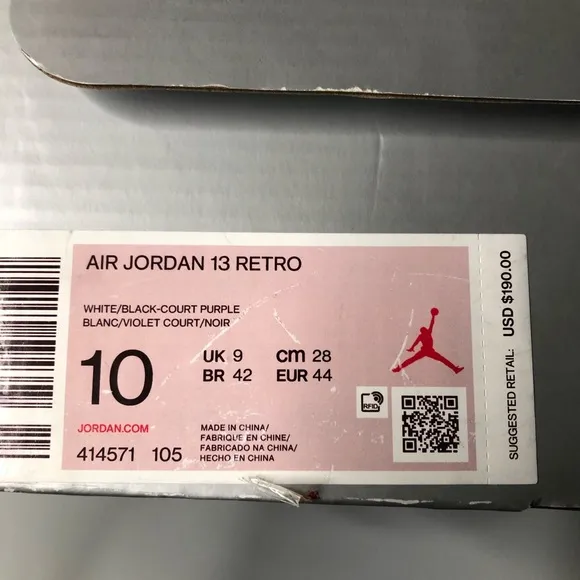 AIR JORDAN 13 RETRO
WHITE/BLACK-COURT PURPLE
BLANC/VIOLET COURT/NOIR
10
UK 9 cm 28
BR 42 EUR 44
RFID
JORDAN.COM
MADE IN CHINA/
FABRIQUE EN CHINE/
FABRICADO NA CHINA/
HECHO EN CHINA
414571 105
SUGGESTED RETAIL: USD $190.00